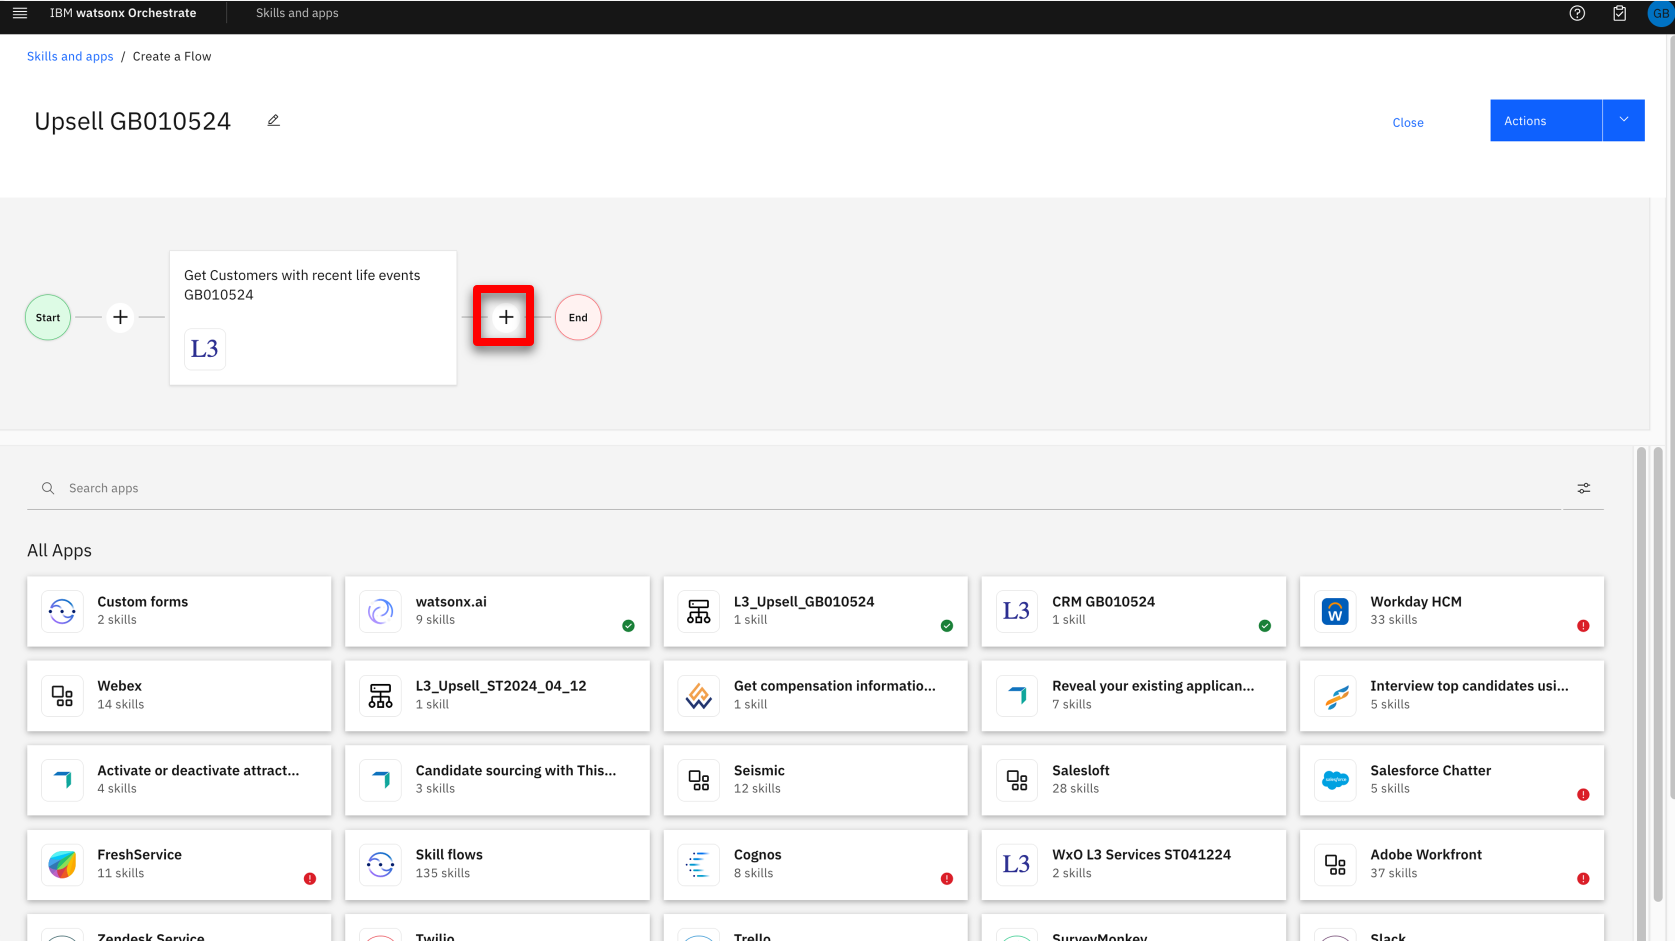 IBM watsonx Orchestrate
Skills and apps
GB
Skills and apps / Create a Flow
Upsell GB010524
Close
Actions
Get Customers with recent life events
GB010524
Start
End
L3
Search apps
All Apps
Custom forms
2 skills
watsonx.ai
9 skills
L3_Upsell_GB010524
1 skill
L3
CRM GB010524
1 skill
W
Workday HCM
33 skills
Webex
14 skills
L3_Upsell_ST2024_04_12
1 skill
Get compensation informatio...
1 skill
Reveal your existing applican...
7 skills
Interview top candidates usi...
5 skills
Activate or deactivate attract...
4 skills
Candidate sourcing with This...
3 skills
Seismic
12 skills
Salesloft
28 skills
salesforce
Salesforce Chatter
5 skills
FreshService
11 skills
Skill flows
135 skills
Cognos
8 skills
L3
WxO L3 Services ST041224
2 skills
Adobe Workfront
37 skills
Zendesk Service
Twilio
Trello
SurveyMonkey
Slack